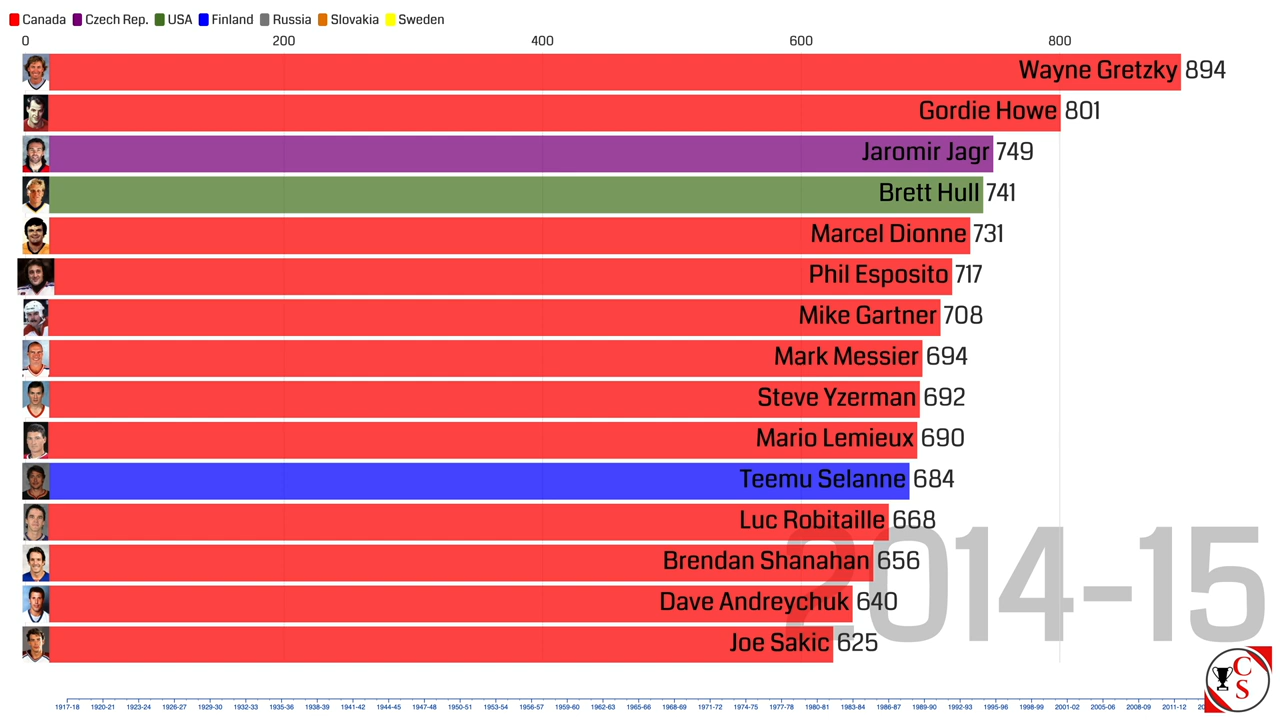 Canada Czech Rep. USA Finland Russia Slovakia Sweden
0 200 400 600 800
Wayne Gretzky 894
Gordie Howe 801
Jaromir Jagr 749
Brett Hull 741
Marcel Dionne 731
Phil Esposito 717
Mike Gartner 708
Mark Messier 694
Steve Yzerman 692
Mario Lemieux 690
Teemu Selanne 684
Luc Robitaille 668
Brendan Shanahan 656
Dave Andreychuk 640
Joe Sakic 625
2014-15
C
S
1917-18 1920-21 1923-24 1926-27 1929-30 1932-33 1935-36 1938-39 1941-42 1944-45 1947-48 1950-51 1953-54 1956-57 1959-60 1962-63 1965-66 1968-69 1971-72 1974-75 1977-78 1980-81 1983-84 1986-87 1989-90 1992-93 1995-96 1998-99 2001-02 2005-06 2008-09 2011-12